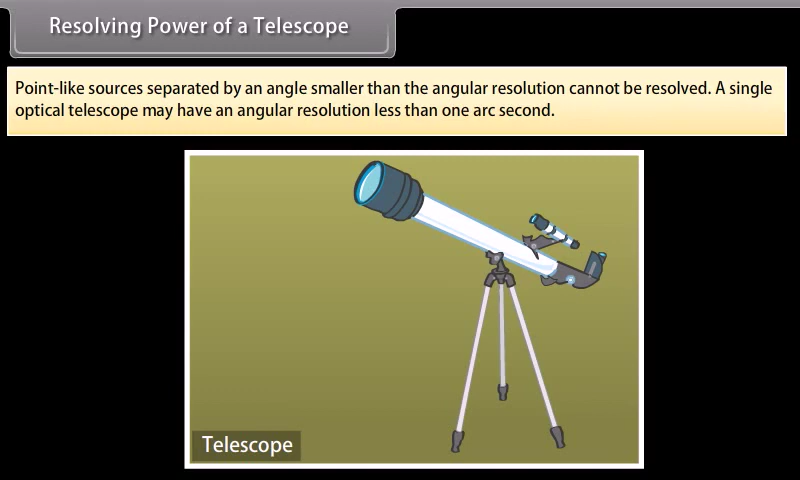 Resolving Power of a Telescope
Point-like sources separated by an angle smaller than the angular resolution cannot be resolved. A single
optical telescope may have an angular resolution less than one arc second.
Telescope